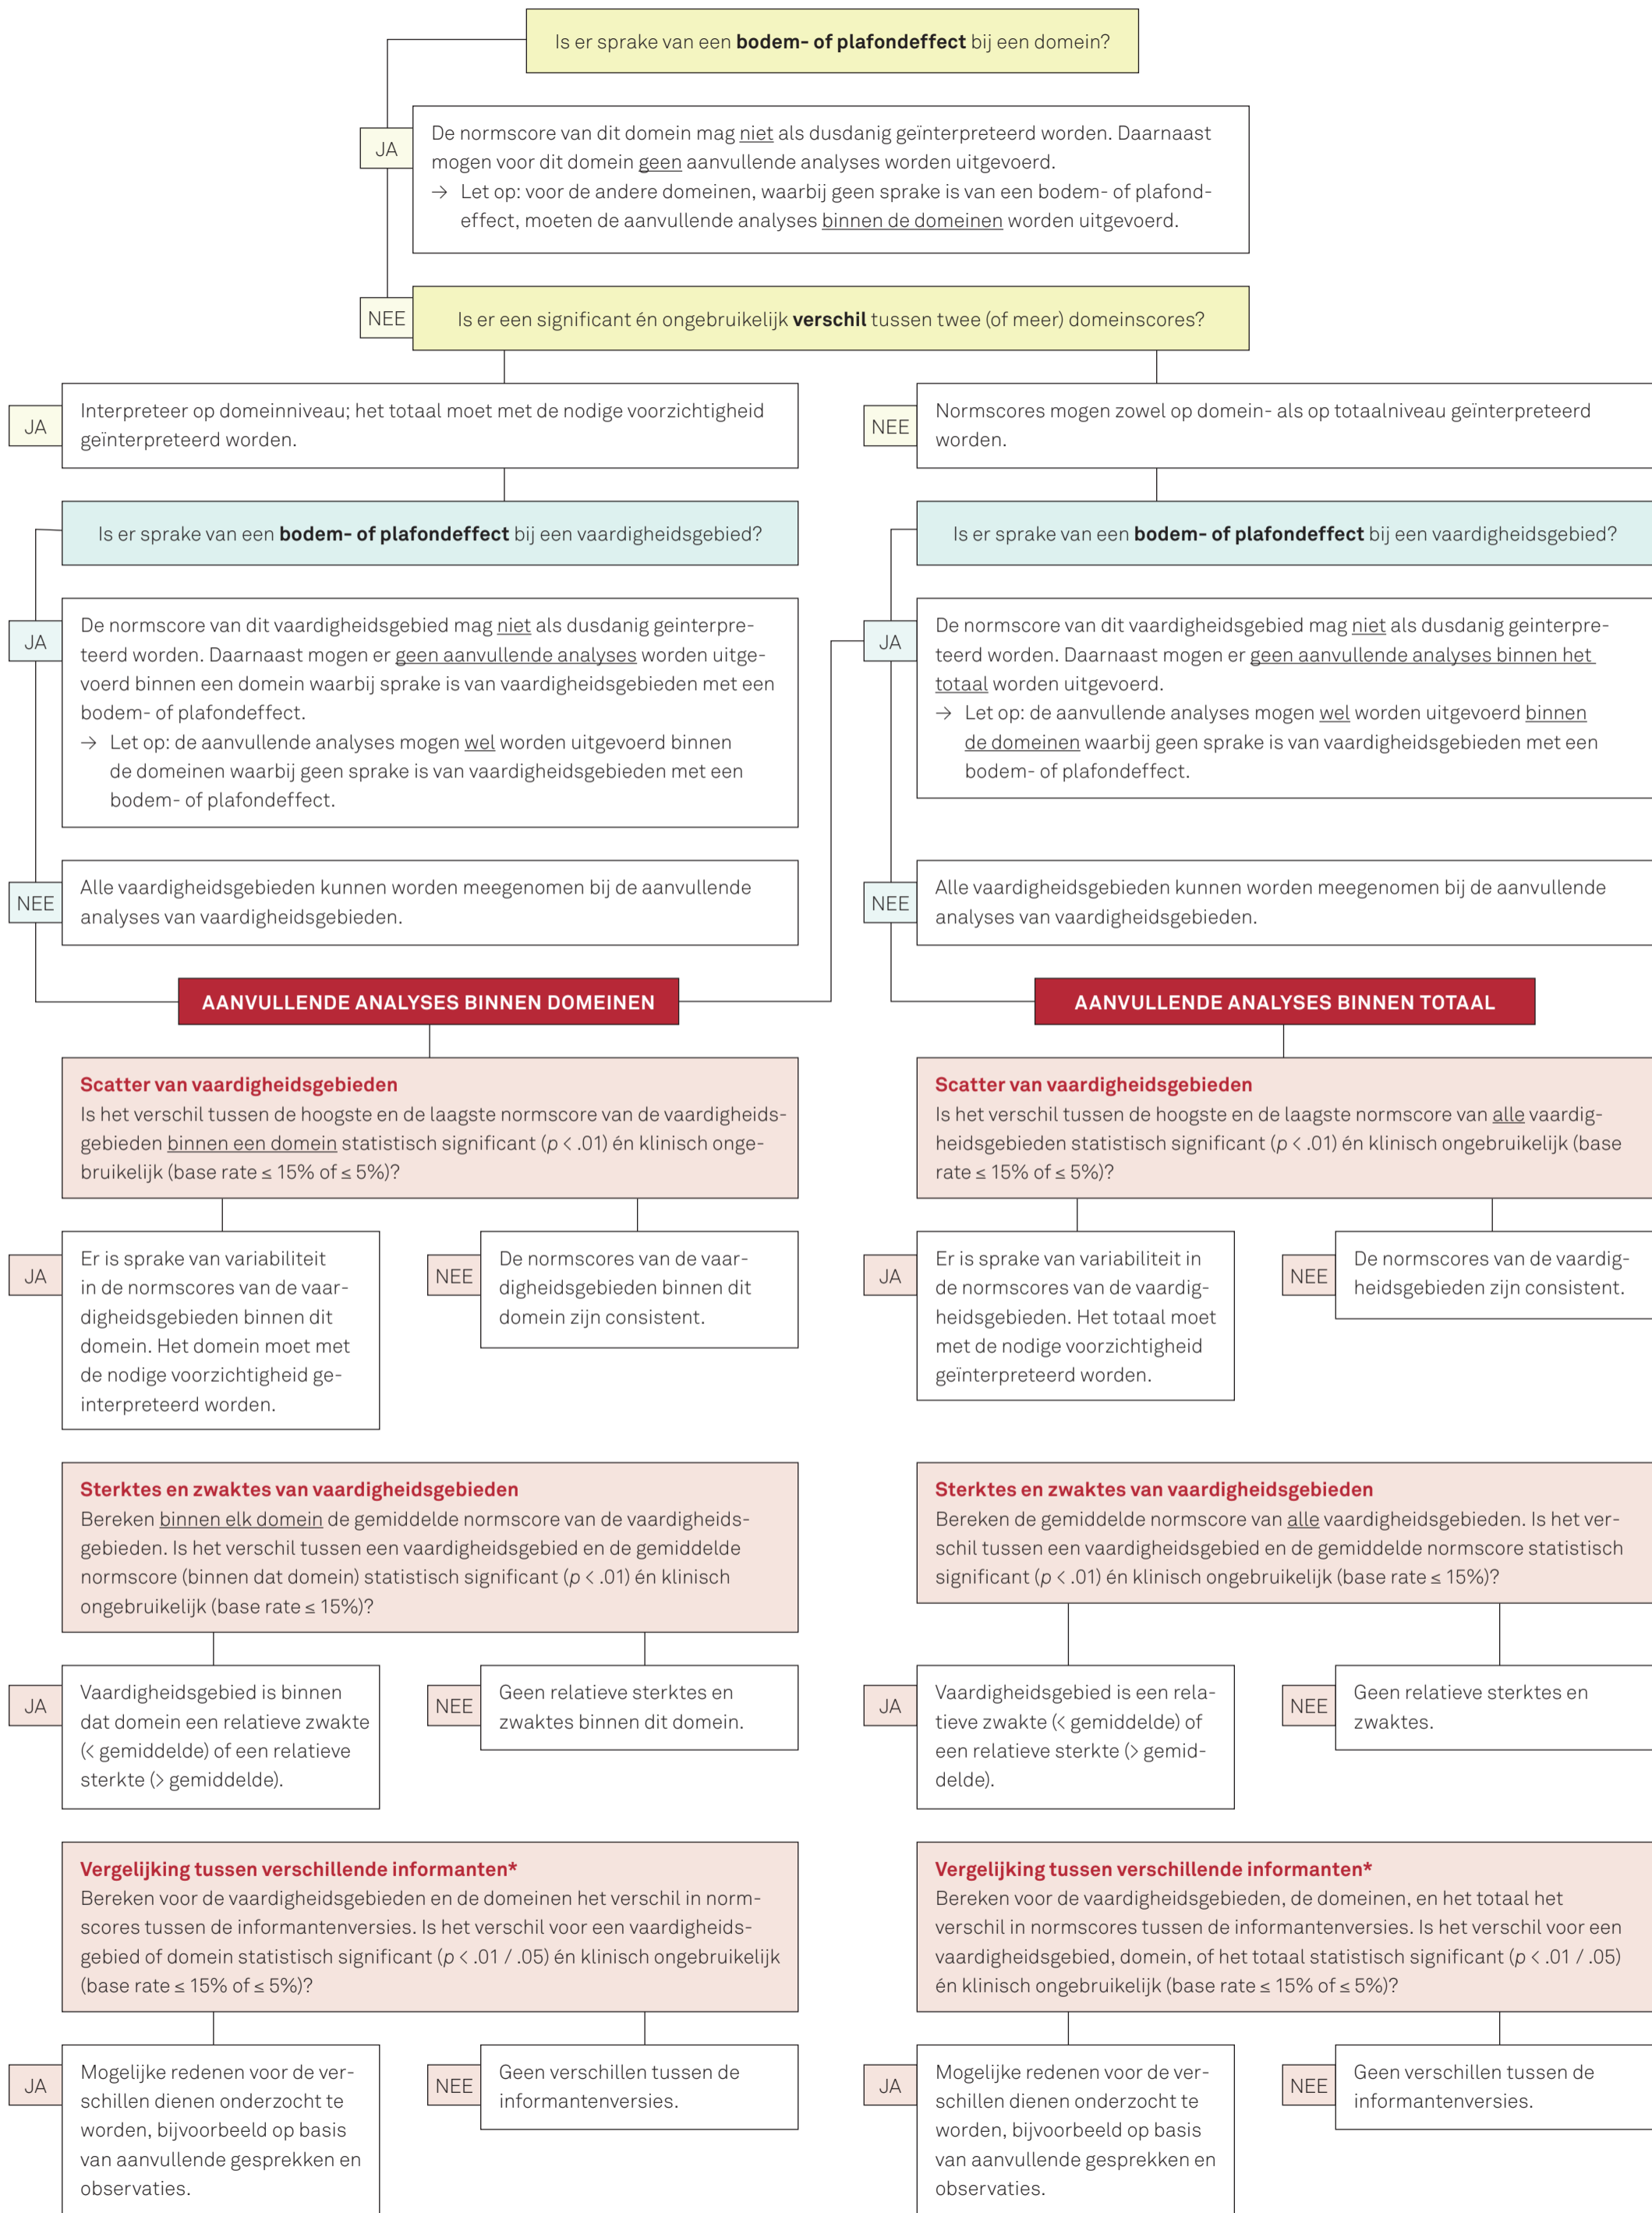 Is er sprake van een bodem- of plafondeffect bij een domein?
JA
De normscore van dit domein mag niet als dusdanig geïnterpreteerd worden. Daarnaast
mogen voor dit domein geen aanvullende analyses worden uitgevoerd.
→ Let op: voor de andere domeinen, waarbij geen sprake is van een bodem- of plafond-
effect, moeten de aanvullende analyses binnen de domeinen worden uitgevoerd.
NEE
Is er een significant én ongebruikelijk verschil tussen twee (of meer) domeinscores?
JA
Interpreteer op domeinniveau; het totaal moet met de nodige voorzichtigheid
geïnterpreteerd worden.
Is er sprake van een bodem- of plafondeffect bij een vaardigheidsgebied?
JA
De normscore van dit vaardigheidsgebied mag niet als dusdanig geinterpre-
teerd worden. Daarnaast mogen er geen aanvullende analyses worden uitge-
voerd binnen een domein waarbij sprake is van vaardigheidsgebieden met een
bodem- of plafondeffect.
→ Let op: de aanvullende analyses mogen wel worden uitgevoerd binnen
de domeinen waarbij geen sprake is van vaardigheidsgebieden met een
bodem- of plafondeffect.
NEE
Alle vaardigheidsgebieden kunnen worden meegenomen bij de aanvullende
analyses van vaardigheidsgebieden.
NEE
Normscores mogen zowel op domein- als op totaalniveau geïnterpreteerd
worden.
Is er sprake van een bodem- of plafondeffect bij een vaardigheidsgebied?
JA
De normscore van dit vaardigheidsgebied mag niet als dusdanig geinterpre-
teerd worden. Daarnaast mogen er geen aanvullende analyses binnen het
totaal worden uitgevoerd.
→ Let op: de aanvullende analyses mogen wel worden uitgevoerd binnen
de domeinen waarbij geen sprake is van vaardigheidsgebieden met een
bodem- of plafondeffect.
NEE
Alle vaardigheidsgebieden kunnen worden meegenomen bij de aanvullende
analyses van vaardigheidsgebieden.
AANVULLENDE ANALYSES BINNEN DOMEINEN
Scatter van vaardigheidsgebieden
Is het verschil tussen de hoogste en de laagste normscore van de vaardigheids-
gebieden binnen een domein statistisch significant (p < .01) én klinisch onge-
bruikelijk (base rate ≤ 15% of ≤ 5%)?
JA
Er is sprake van variabiliteit
in de normscores van de vaar-
digheidsgebieden binnen dit
domein. Het domein moet met
de nodige voorzichtigheid ge-
interpreteerd worden.
NEE
De normscores van de vaar-
digheidsgebieden binnen dit
domein zijn consistent.
Sterktes en zwaktes van vaardigheidsgebieden
Bereken binnen elk domein de gemiddelde normscore van de vaardigheids-
gebieden. Is het verschil tussen een vaardigheidsgebied en de gemiddelde
normscore (binnen dat domein) statistisch significant (p < .01) én klinisch
ongebruikelijk (base rate ≤ 15%)?
JA
Vaardigheidsgebied is binnen
dat domein een relatieve zwakte
(< gemiddelde) of een relatieve
sterkte (> gemiddelde).
NEE
Geen relatieve sterktes en
zwaktes binnen dit domein.
Vergelijking tussen verschillende informanten*
Bereken voor de vaardigheidsgebieden en de domeinen het verschil in norm-
scores tussen de informantenversies. Is het verschil voor een vaardigheids-
gebied of domein statistisch significant (p < .01 / .05) én klinisch ongebruikelijk
(base rate ≤ 15% of ≤ 5%)?
JA
Mogelijke redenen voor de ver-
schillen dienen onderzocht te
worden, bijvoorbeeld op basis
van aanvullende gesprekken en
observaties.
NEE
Geen verschillen tussen de
informantenversies.
AANVULLENDE ANALYSES BINNEN TOTAAL
Scatter van vaardigheidsgebieden
Is het verschil tussen de hoogste en de laagste normscore van alle vaardig-
heidsgebieden statistisch significant (p < .01) én klinisch ongebruikelijk (base
rate ≤ 15% of ≤ 5%)?
JA
Er is sprake van variabiliteit in
de normscores van de vaardig-
heidsgebieden. Het totaal moet
met de nodige voorzichtigheid
geïnterpreteerd worden.
NEE
De normscores van de vaardig-
heidsgebieden zijn consistent.
Sterktes en zwaktes van vaardigheidsgebieden
Bereken de gemiddelde normscore van alle vaardigheidsgebieden. Is het ver-
schil tussen een vaardigheidsgebied en de gemiddelde normscore statistisch
significant (p < .01) én klinisch ongebruikelijk (base rate ≤ 15%)?
JA
Vaardigheidsgebied is een rela-
tieve zwakte (< gemiddelde) of
een relatieve sterkte (> gemid-
delde).
NEE
Geen relatieve sterktes en
zwaktes.
Vergelijking tussen verschillende informanten*
Bereken voor de vaardigheidsgebieden, de domeinen, en het totaal het
verschil in normscores tussen de informantenversies. Is het verschil voor een
vaardigheidsgebied, domein, of het totaal statistisch significant (p < .01 / .05)
én klinisch ongebruikelijk (base rate ≤ 15% of ≤ 5%)?
JA
Mogelijke redenen voor de ver-
schillen dienen onderzocht te
worden, bijvoorbeeld op basis
van aanvullende gesprekken en
observaties.
NEE
Geen verschillen tussen de
informantenversies.